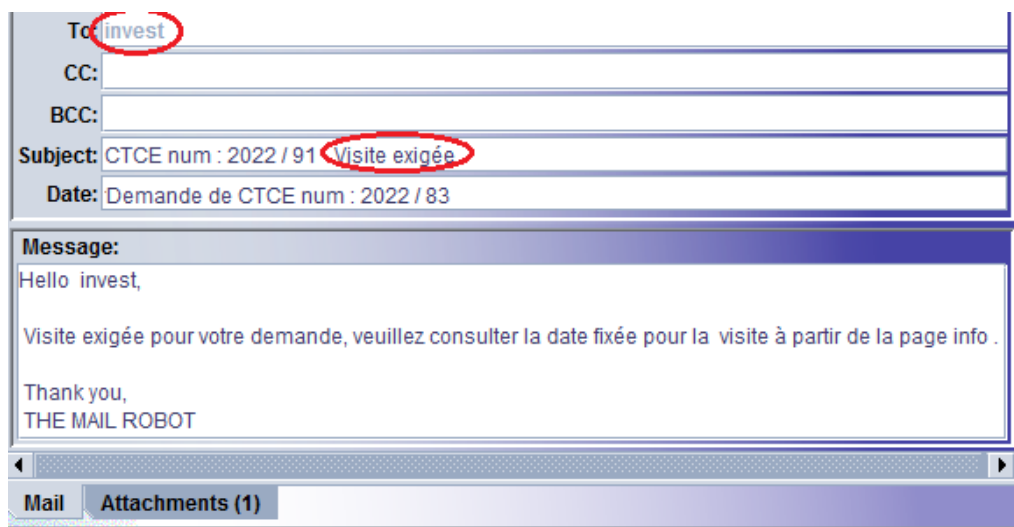 To: invest
CC:
BCC:
Subject: CTCE num : 2022 / 91 Visite exigée
Date: Demande de CTCE num : 2022 / 83
Message:
Hello invest,
Visite exigée pour votre demande, veuillez consulter la date fixée pour la visite à partir de la page info .
Thank you,
THE MAIL ROBOT
Mail Attachments (1)